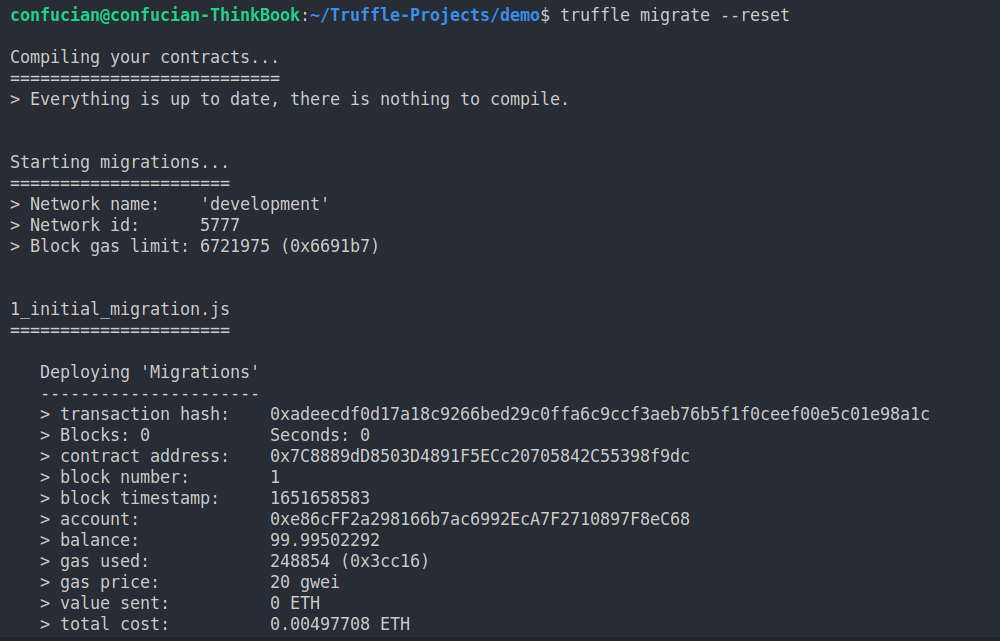 confucian@confucian-ThinkBook:~/Truffle-Projects/demo$ truffle migrate --reset
Compiling your contracts...
===========================
> Everything is up to date, there is nothing to compile.
Starting migrations...
======================
> Network name:    'development'
> Network id:      5777
> Block gas limit: 6721975 (0x6691b7)
1_initial_migration.js
======================
   Deploying 'Migrations'
   ----------------------
   > transaction hash:    0xadeecdf0d17a18c9266bed29c0ffa6c9ccf3aeb76b5f1f0ceef00e5c01e98a1c
   > Blocks: 0            Seconds: 0
   > contract address:    0x7C8889dD8503D4891F5ECc20705842C55398f9dc
   > block number:        1
   > block timestamp:     1651658583
   > account:             0xe86cFF2a298166b7ac6992EcA7F2710897F8eC68
   > balance:             99.99502292
   > gas used:            248854 (0x3cc16)
   > gas price:           20 gwei
   > value sent:          0 ETH
   > total cost:          0.00497708 ETH